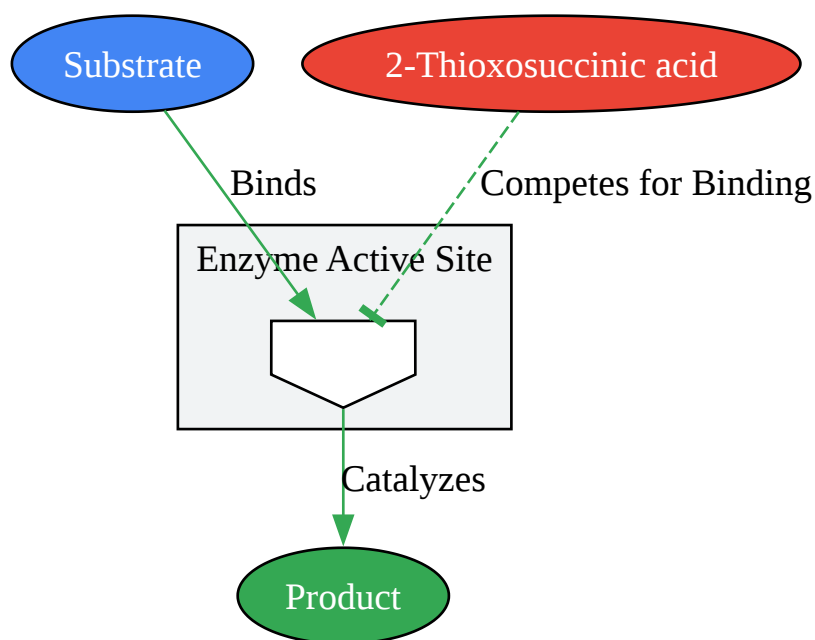 Substrate
2-Thioxosuccinic acid
Binds
Competes for Binding
Enzyme Active Site
Catalyzes
Product